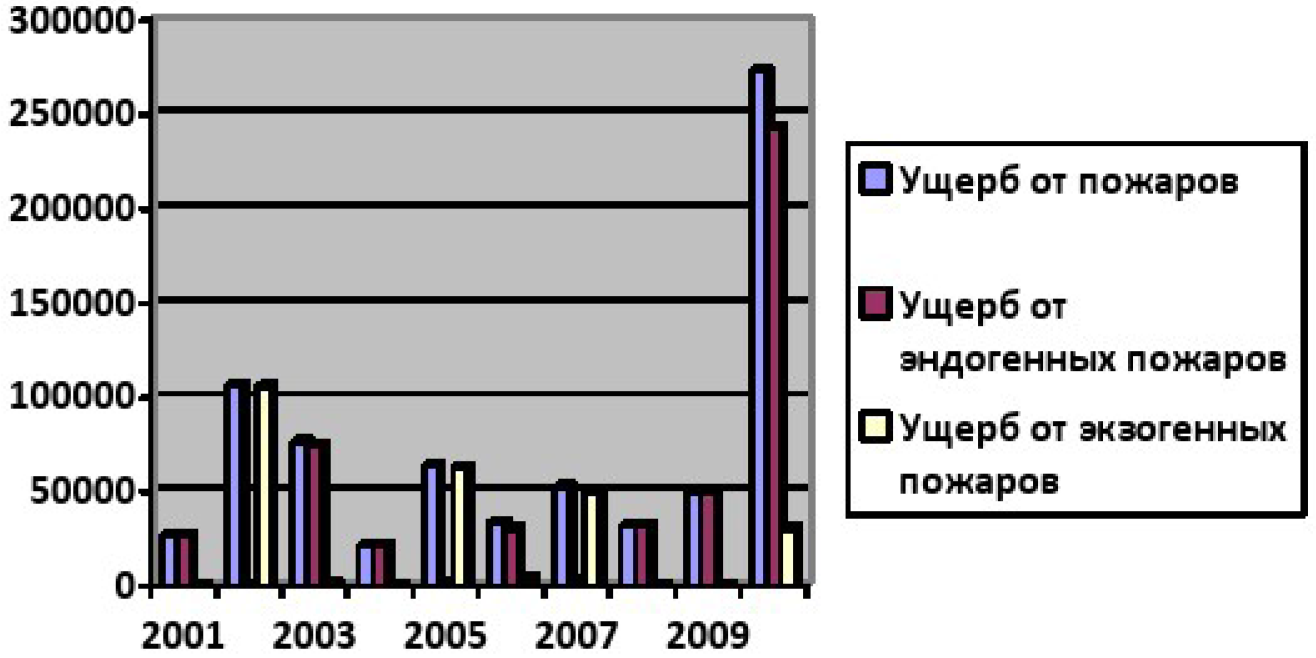 300000
250000
200000
150000
100000
50000
0
2001 2003 2005 2007 2009
Ущерб от пожаров
Ущерб от
эндогенных пожаров
Ущерб от экзогенных
пожаров